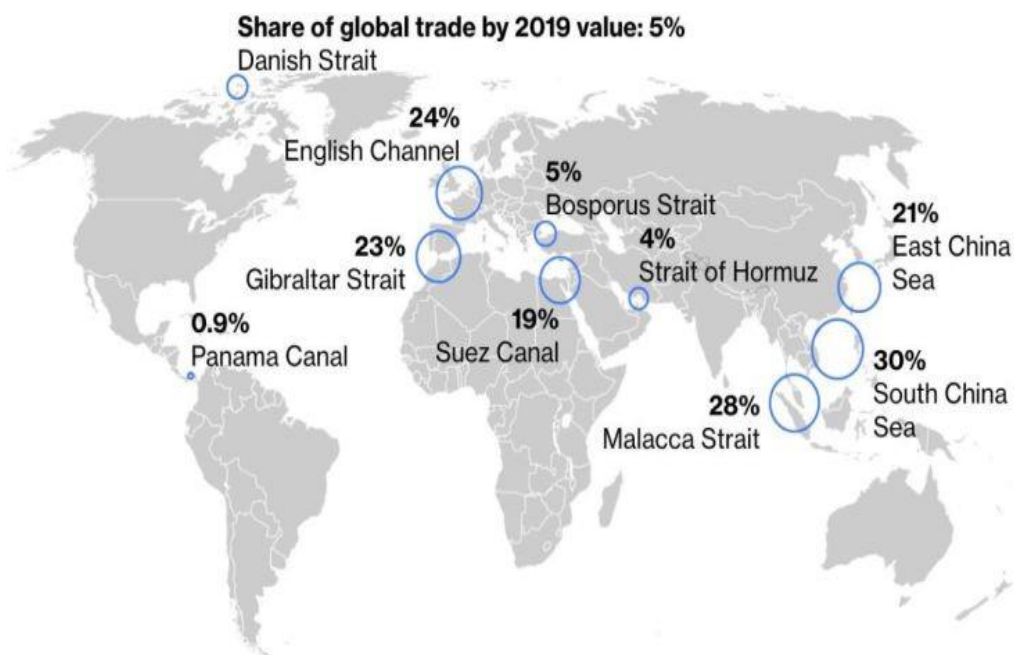 Share of global trade by 2019 value: 5%
Danish Strait
24%
English Channel
5%
Bosporus Strait
21%
East China
Sea
23%
Gibraltar Strait
4%
Strait of Hormuz
0.9%
Panama Canal
19%
Suez Canal
30%
South China
Sea
28%
Malacca Strait